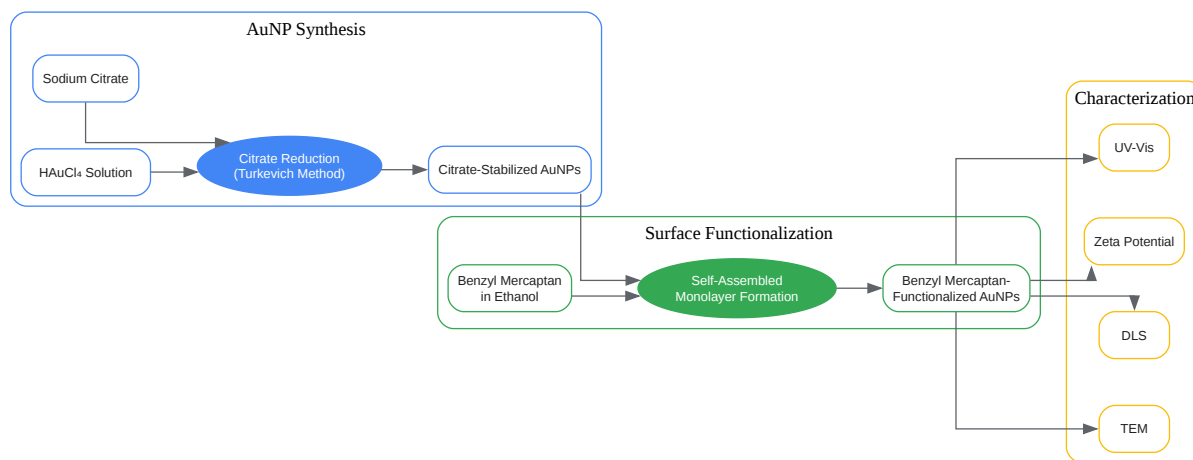 AuNP Synthesis
Sodium Citrate
HAuCl₄ Solution
Citrate Reduction
(Turkevich Method)
Citrate-Stabilized AuNPs
Surface Functionalization
Benzyl Mercaptan
in Ethanol
Self-Assembled
Monolayer Formation
Benzyl Mercaptan-
Functionalized AuNPs
Characterization
UV-Vis
Zeta Potential
DLS
TEM